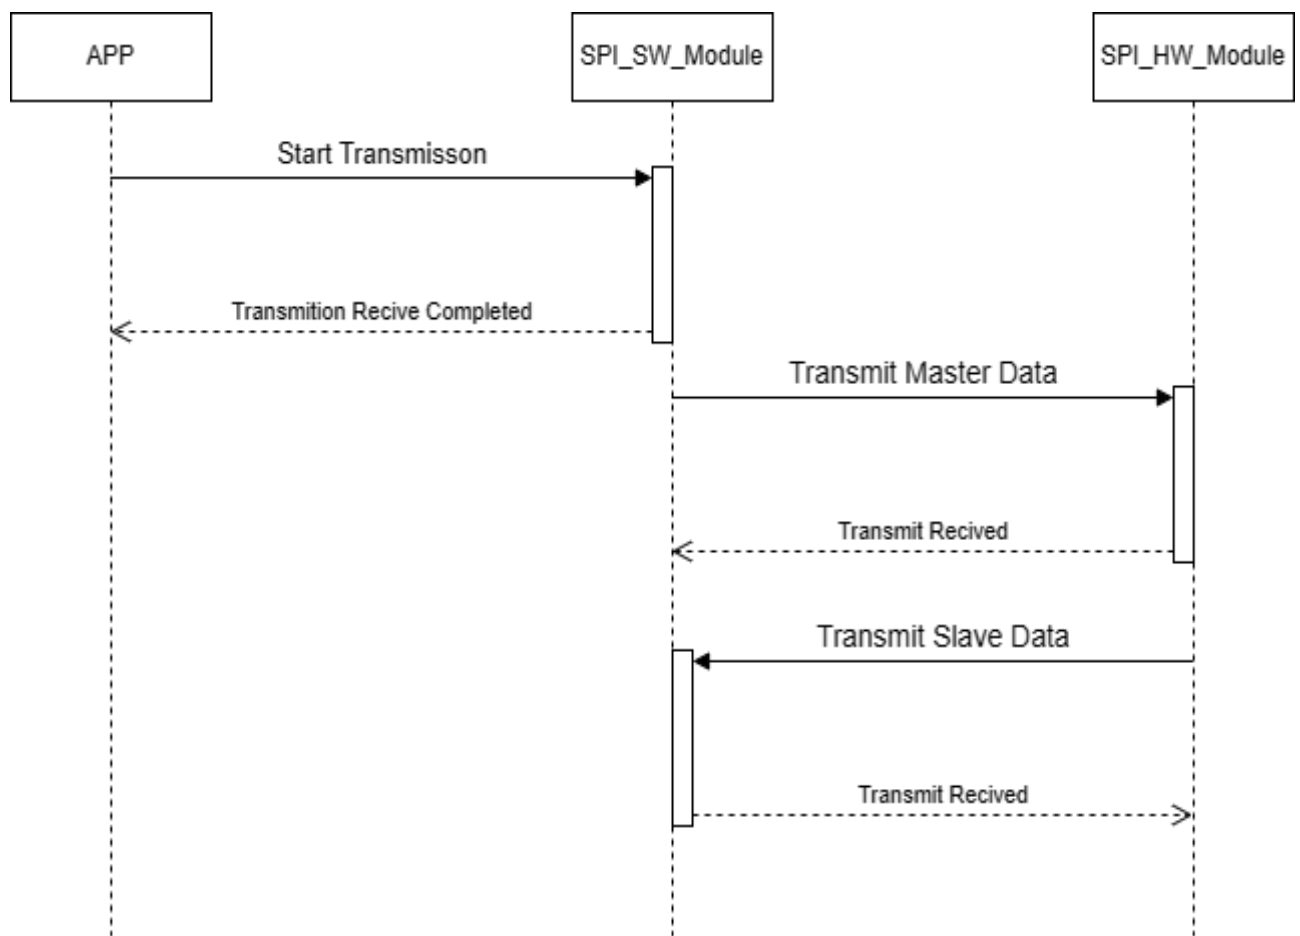 APP
SPI_SW_Module
SPI_HW_Module
Start Transmisson
Transmition Recive Completed
Transmit Master Data
Transmit Recived
Transmit Slave Data
Transmit Recived